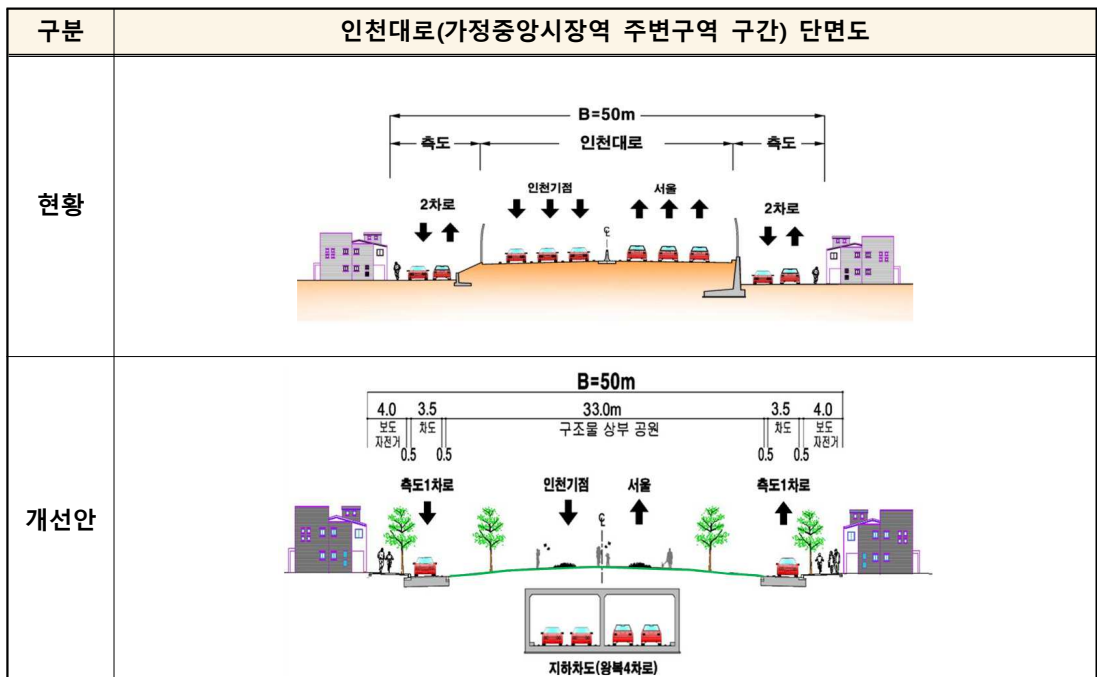 구분
인천대로(가정중앙시장역 주변구역 구간) 단면도
현황
B=50m
측도
인천대로
측도
2차로
인천기점
서울
2차로
℄
개선안
B=50m
4.0
3.5
33.0m
3.5
4.0
보도
자전거
차도
구조물 상부 공원
차도
보도
자전거
0.5
0.5
0.5
0.5
측도1차로
인천기점
서울
측도1차로
℄
지하차도(왕복4차로)